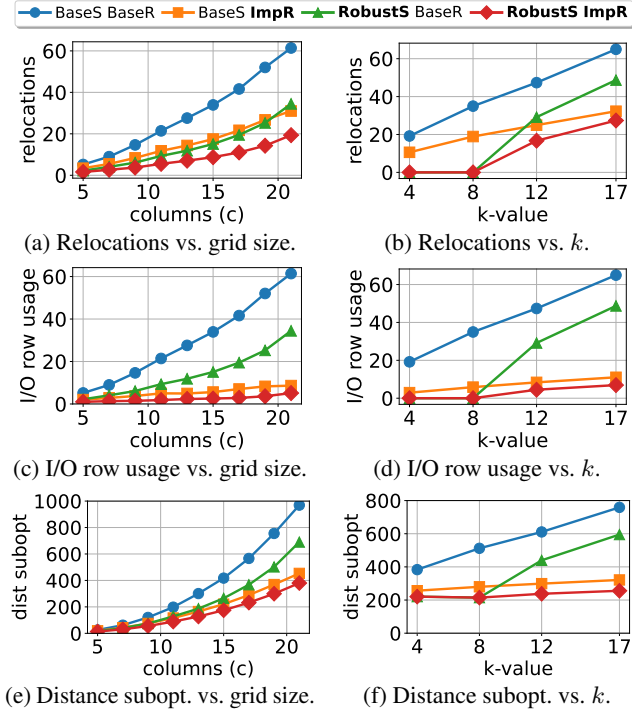 BaseS BaseR BaseS ImpR RobustS BaseR RobustS ImpR
relocations
60
40
20
0
5 10 15 20
columns (c)
(a) Relocations vs. grid size.
relocations
60
40
20
0
4 8 12 17
k-value
(b) Relocations vs. k.
I/O row usage
60
40
20
0
5 10 15 20
columns (c)
(c) I/O row usage vs. grid size.
I/O row usage
60
40
20
0
4 8 12 17
k-value
(d) I/O row usage vs. k.
dist subopt
1000
800
600
400
200
0
5 10 15 20
columns (c)
(e) Distance subopt. vs. grid size.
dist subopt
800
600
400
200
0
4 8 12 17
k-value
(f) Distance subopt. vs. k.